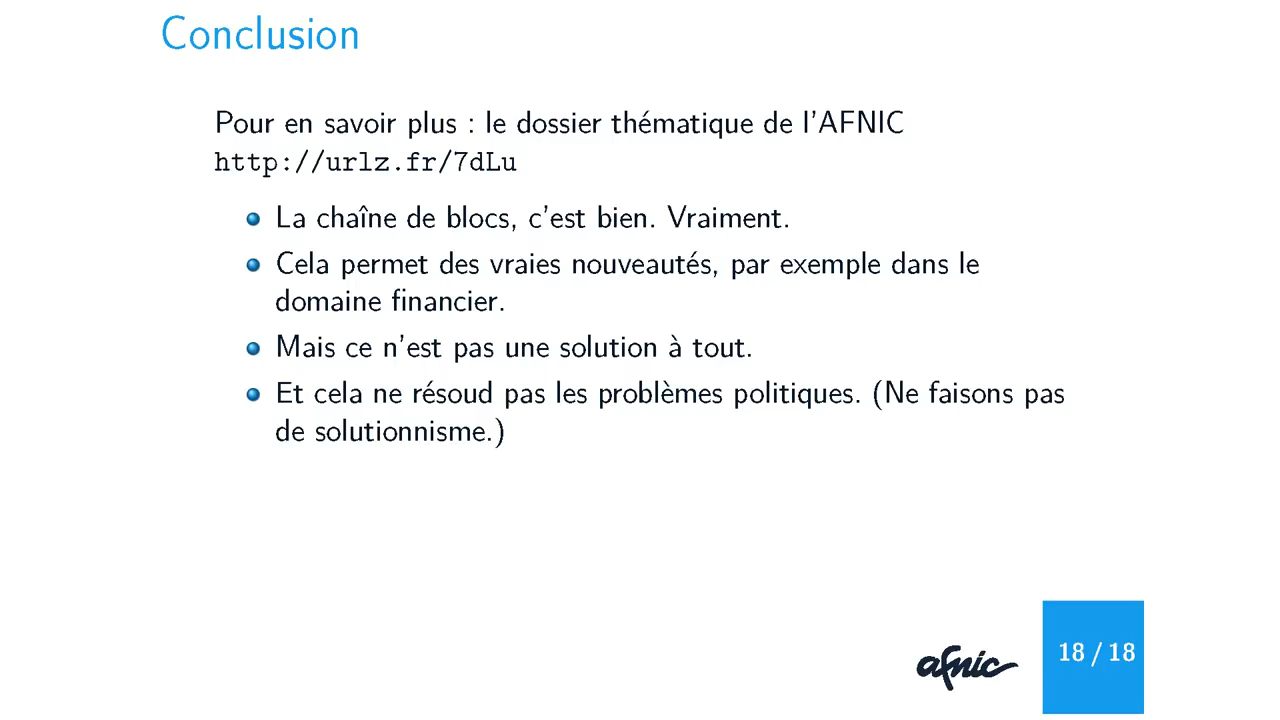 Conclusion
Pour en savoir plus : le dossier thématique de l'AFNIC
http://urlz.fr/7dLu
La chaîne de blocs, c'est bien. Vraiment.
Cela permet des vraies nouveautés, par exemple dans le
domaine financier.
Mais ce n'est pas une solution à tout.
Et cela ne résoud pas les problèmes politiques. (Ne faisons pas
de solutionnisme.)
afnic
18 / 18